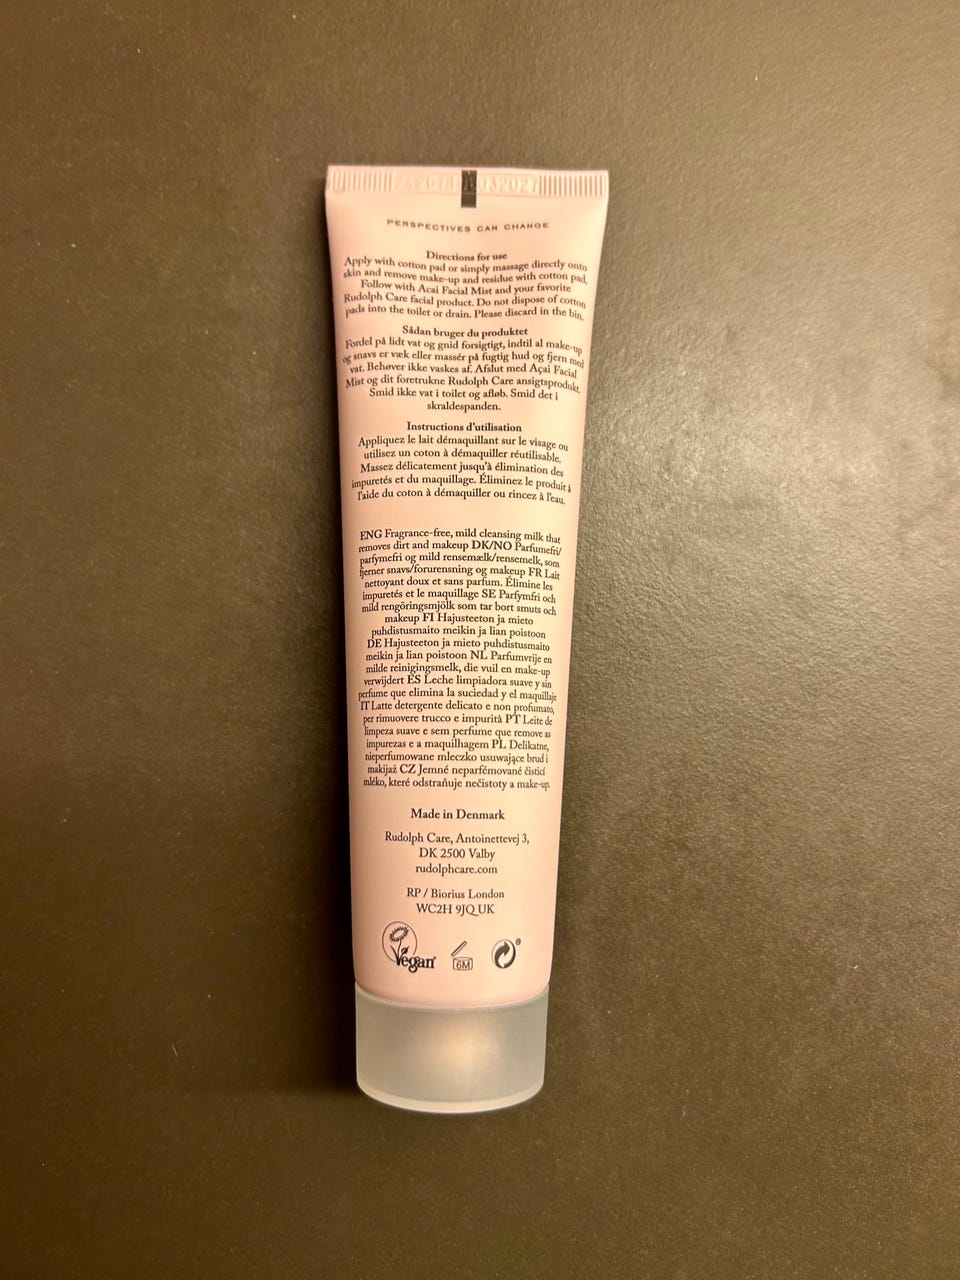 032027
PERSPECTIVES CAN CHANGE
Directions for use
Apply with cotton pad or simply massage directly onto
skin and remove make-up and residue with cotton pad.
Follow with Acai Facial Mist and your favorite
Rudolph Care facial product. Do not dispose of cotton
pads into the toilet or drain. Please discard in the bin.
Sådan bruger du produktet
Fordel på lidt vat og gnid forsigtigt, indtil al make-up
og snavs er væk eller massér på fugtig hud og fjern med
vat. Behøver ikke vaskes af. Afslut med Açai Facial
Mist og dit foretrukne Rudolph Care ansigtsprodukt.
Smid ikke vat i toilet og afløb. Smid det i
skraldespanden.
Instructions d'utilisation
Appliquez le lait démaquillant sur le visage ou
utilisez un coton à démaquiller réutilisable.
Massez délicatement jusqu'à élimination des
impuretés et du maquillage. Éliminez le produit à
l'aide du coton à démaquiller ou rincez à l'eau.
ENG Fragrance-free, mild cleansing milk that
removes dirt and makeup DK/NO Parfumefri/
parfymefri og mild rensemælk/rensemelk, som
fjerner snavs/forurensning og makeup FR Lait
nettoyant doux et sans parfum. Élimine les
impuretés et le maquillage SE Parfymfri och
mild rengöringsmjölk som tar bort smuts och
makeup FI Hajusteeton ja mieto
puhdistusmaito meikin ja lian poistoon
DE Hajusteeton ja mieto puhdistusmaito
meikin ja lian poistoon NL Parfumvrije en
milde reinigingsmelk, die vuil en make-up
verwijdert ES Leche limpiadora suave y sin
perfume que elimina la suciedad y el maquillaje
IT Latte detergente delicato e non profumato,
per rimuovere trucco e impurità PT Leite de
limpeza suave e sem perfume que remove as
impurezas e a maquilhagem PL Delikatne,
nieperfumowane mleczko usuwające brud i
makijaż CZ Jemné neparfémované čisticí
mléko, které odstraňuje nečistoty a make-up.
Made in Denmark
Rudolph Care, Antoinettevej 3,
DK 2500 Valby
rudolphcare.com
RP / Biorius London
WC2H 9JQ UK
Vegan 6M ®